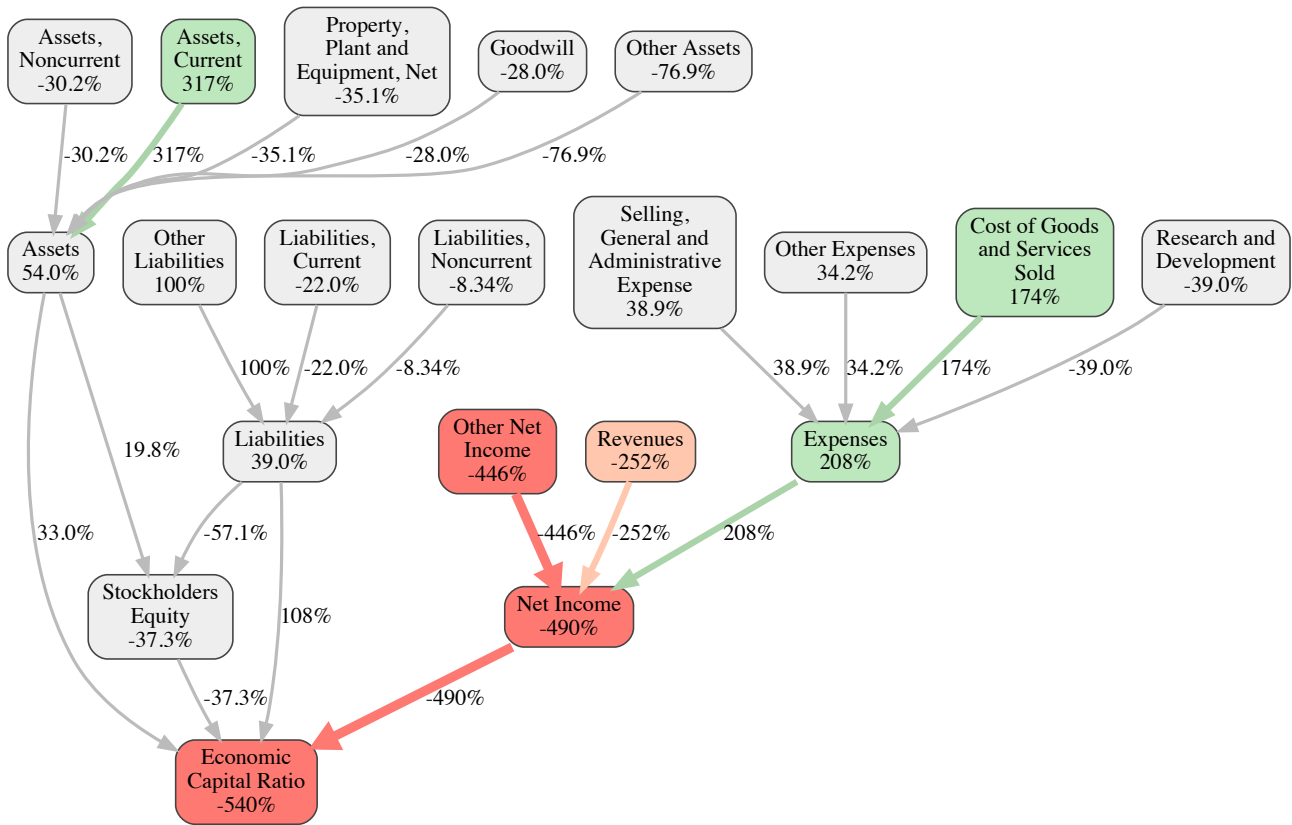 Assets,
Noncurrent
-30.2%
Assets,
Current
317%
Property,
Plant and
Equipment, Net
-35.1%
Goodwill
-28.0%
Other Assets
-76.9%
-30.2%
317%
-35.1%
-28.0%
-76.9%
Assets
54.0%
Other
Liabilities
100%
Liabilities,
Current
-22.0%
Liabilities,
Noncurrent
-8.34%
Selling,
General and
Administrative
Expense
38.9%
Other Expenses
34.2%
Cost of Goods
and Services
Sold
174%
Research and
Development
-39.0%
100%
-22.0%
-8.34%
38.9%
34.2%
174%
-39.0%
19.8%
Liabilities
39.0%
Other Net
Income
-446%
Revenues
-252%
Expenses
208%
33.0%
-57.1%
-446%
-252%
208%
Stockholders
Equity
-37.3%
108%
Net Income
-490%
-37.3%
-490%
Economic
Capital Ratio
-540%